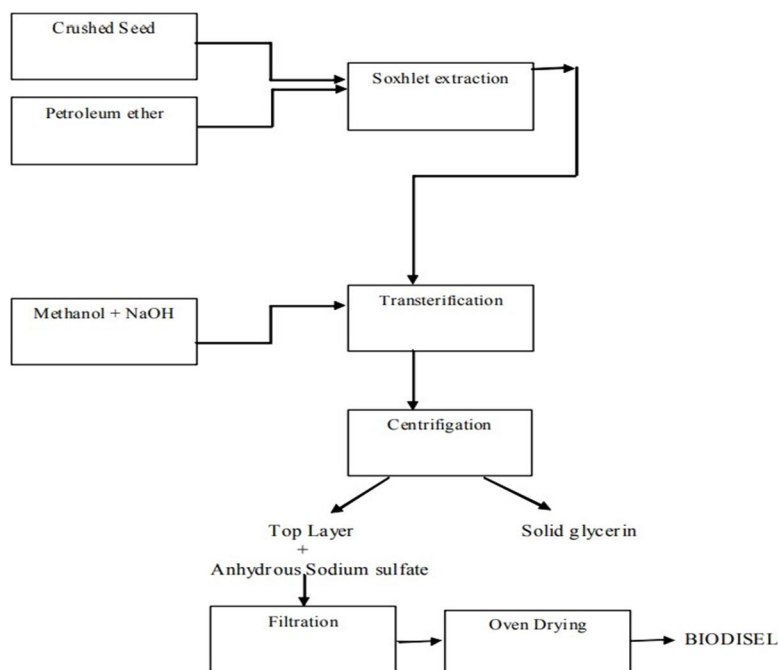 Crushed Seed
Soxhlet extraction
Petroleum ether
Transterification
Methanol + NaOH
Centrifigation
Top Layer
+
Anhydrous Sodium sulfate
Solid glycerin
Filtration
Oven Drying
BIODISEL